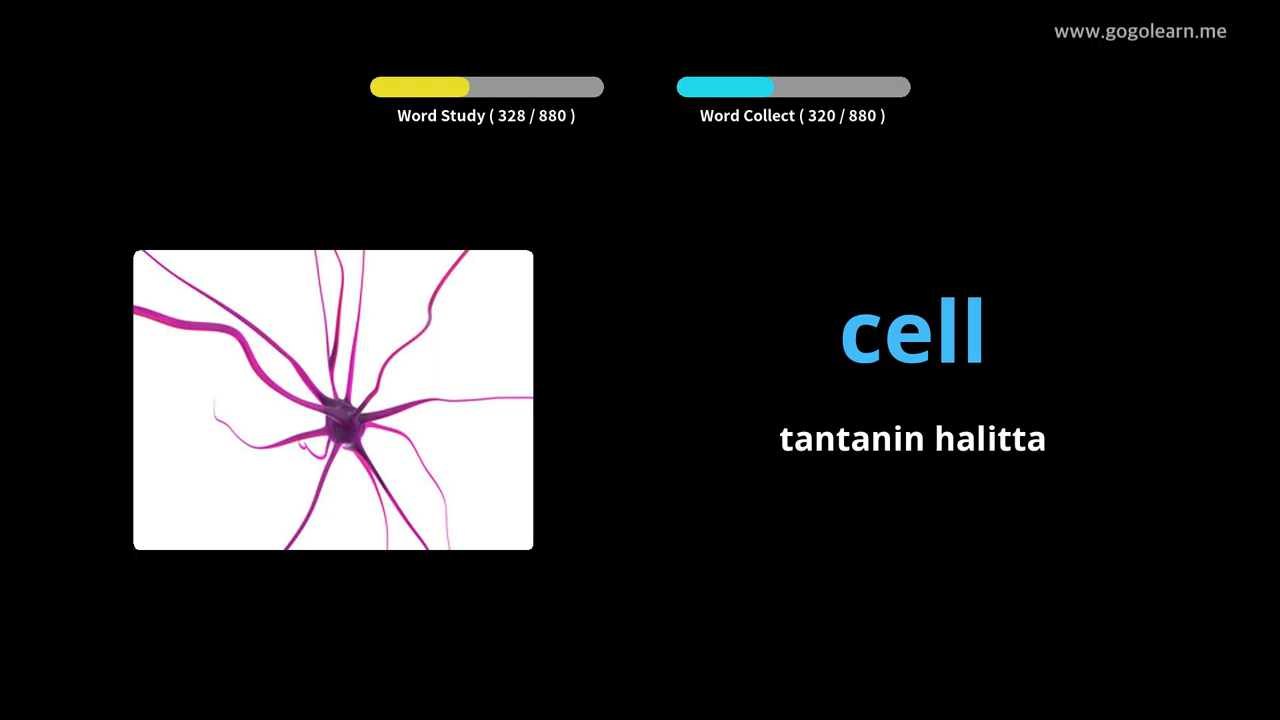 www.gogolearn.me
Word Study ( 328 / 880 )
Word Collect ( 320 / 880 )
cell
tantanin halitta